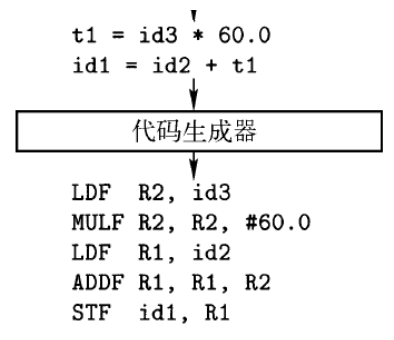 t1 = id3 * 60.0
id1 = id2 + t1
代码生成器
LDF R2, id3
MULF R2, R2, #60.0
LDF R1, id2
ADDF R1, R1, R2
STF id1, R1